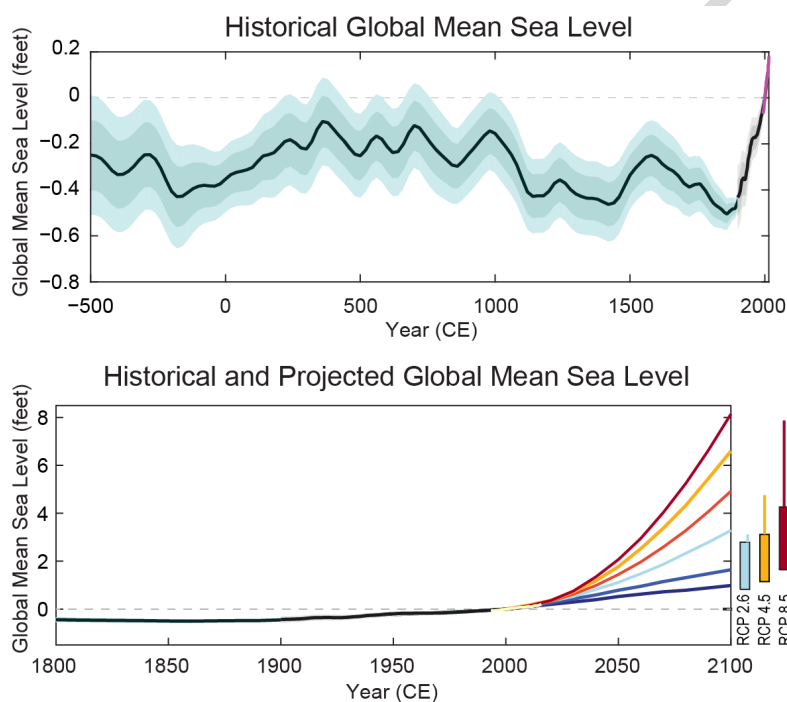 Historical Global Mean Sea Level
Global Mean Sea Level (feet)
0.2
0
−0.2
−0.4
−0.6
−0.8
−500
0
500
1000
1500
2000
Year (CE)
Historical and Projected Global Mean Sea Level
Global Mean Sea Level (feet)
8
6
4
2
0
1800
1850
1900
1950
2000
2050
2100
Year (CE)
RCP 2.6
RCP 4.5
RCP 8.5